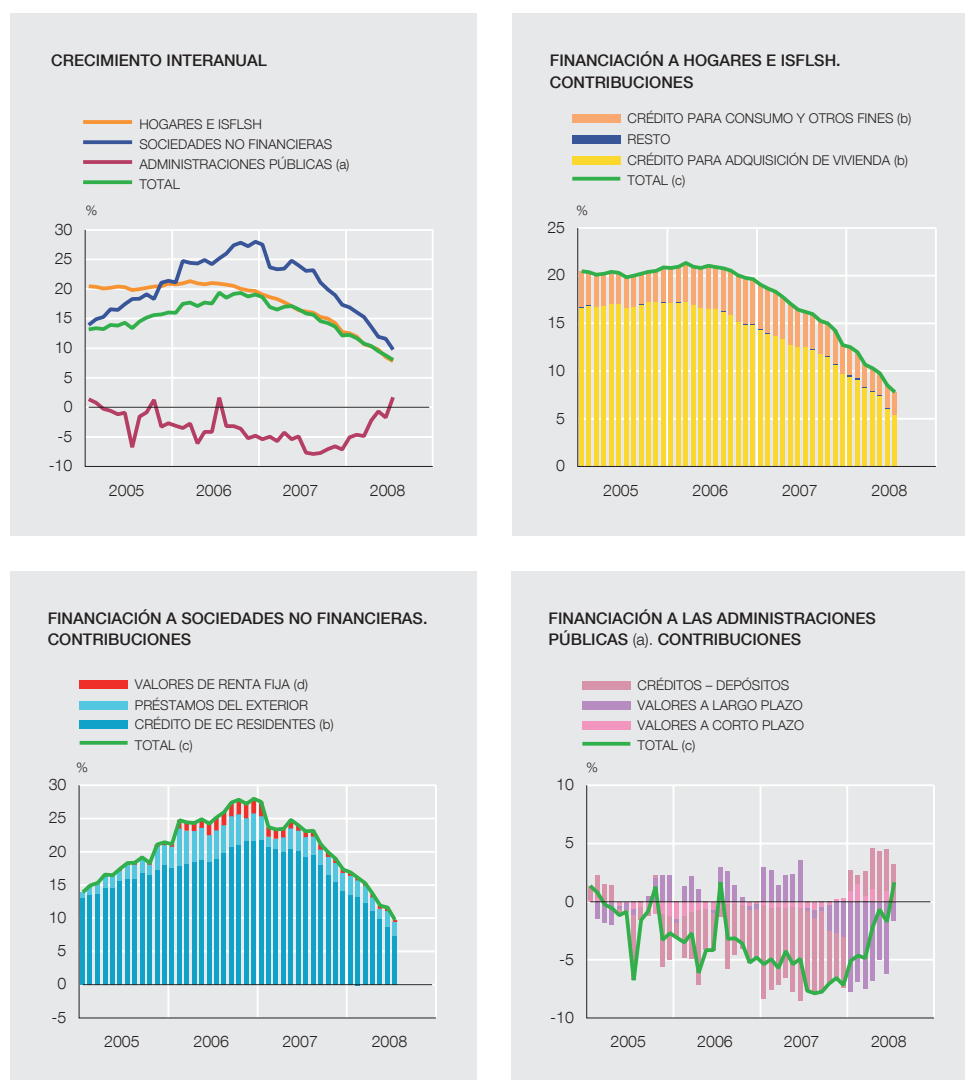 CRECIMIENTO INTERANUAL
HOGARES E ISFLSH
SOCIEDADES NO FINANCIERAS
ADMINISTRACIONES PÚBLICAS (a)
TOTAL
%
30
25
20
15
10
5
0
-5
-10
2005 2006 2007 2008
FINANCIACIÓN A HOGARES E ISFLSH.
CONTRIBUCIONES
CRÉDITO PARA CONSUMO Y OTROS FINES (b)
RESTO
CRÉDITO PARA ADQUISICIÓN DE VIVIENDA (b)
TOTAL (c)
%
25
20
15
10
5
0
2005 2006 2007 2008
FINANCIACIÓN A SOCIEDADES NO FINANCIERAS.
CONTRIBUCIONES
VALORES DE RENTA FIJA (d)
PRÉSTAMOS DEL EXTERIOR
CRÉDITO DE EC RESIDENTES (b)
TOTAL (c)
%
30
25
20
15
10
5
0
-5
2005 2006 2007 2008
FINANCIACIÓN A LAS ADMINISTRACIONES
PÚBLICAS (a). CONTRIBUCIONES
CRÉDITOS – DEPÓSITOS
VALORES A LARGO PLAZO
VALORES A CORTO PLAZO
TOTAL (c)
%
10
5
0
-5
-10
2005 2006 2007 2008